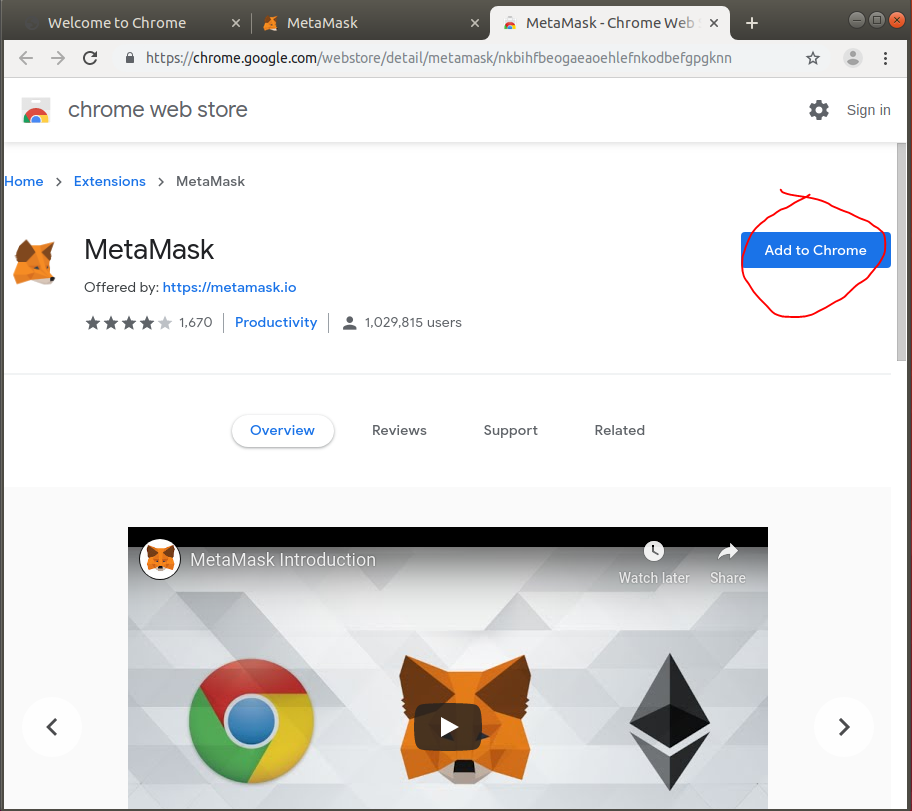 Welcome to Chrome
MetaMask
MetaMask - Chrome Web
https://chrome.google.com/webstore/detail/metamask/nkbihfbeogaeaoehlefnkodbefgpgknn
chrome web store
Sign in
Home > Extensions > MetaMask
MetaMask
Add to Chrome
Offered by: https://metamask.io
1,670
Productivity
1,029,815 users
Overview
Reviews
Support
Related
MetaMask Introduction
Watch later
Share